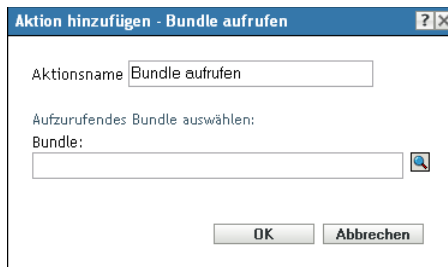 Aktion hinzufügen - Bundle aufrufen
Aktionsname Bundle aufrufen
Aufzurufendes Bundle auswählen:
Bundle:
OK Abbrechen